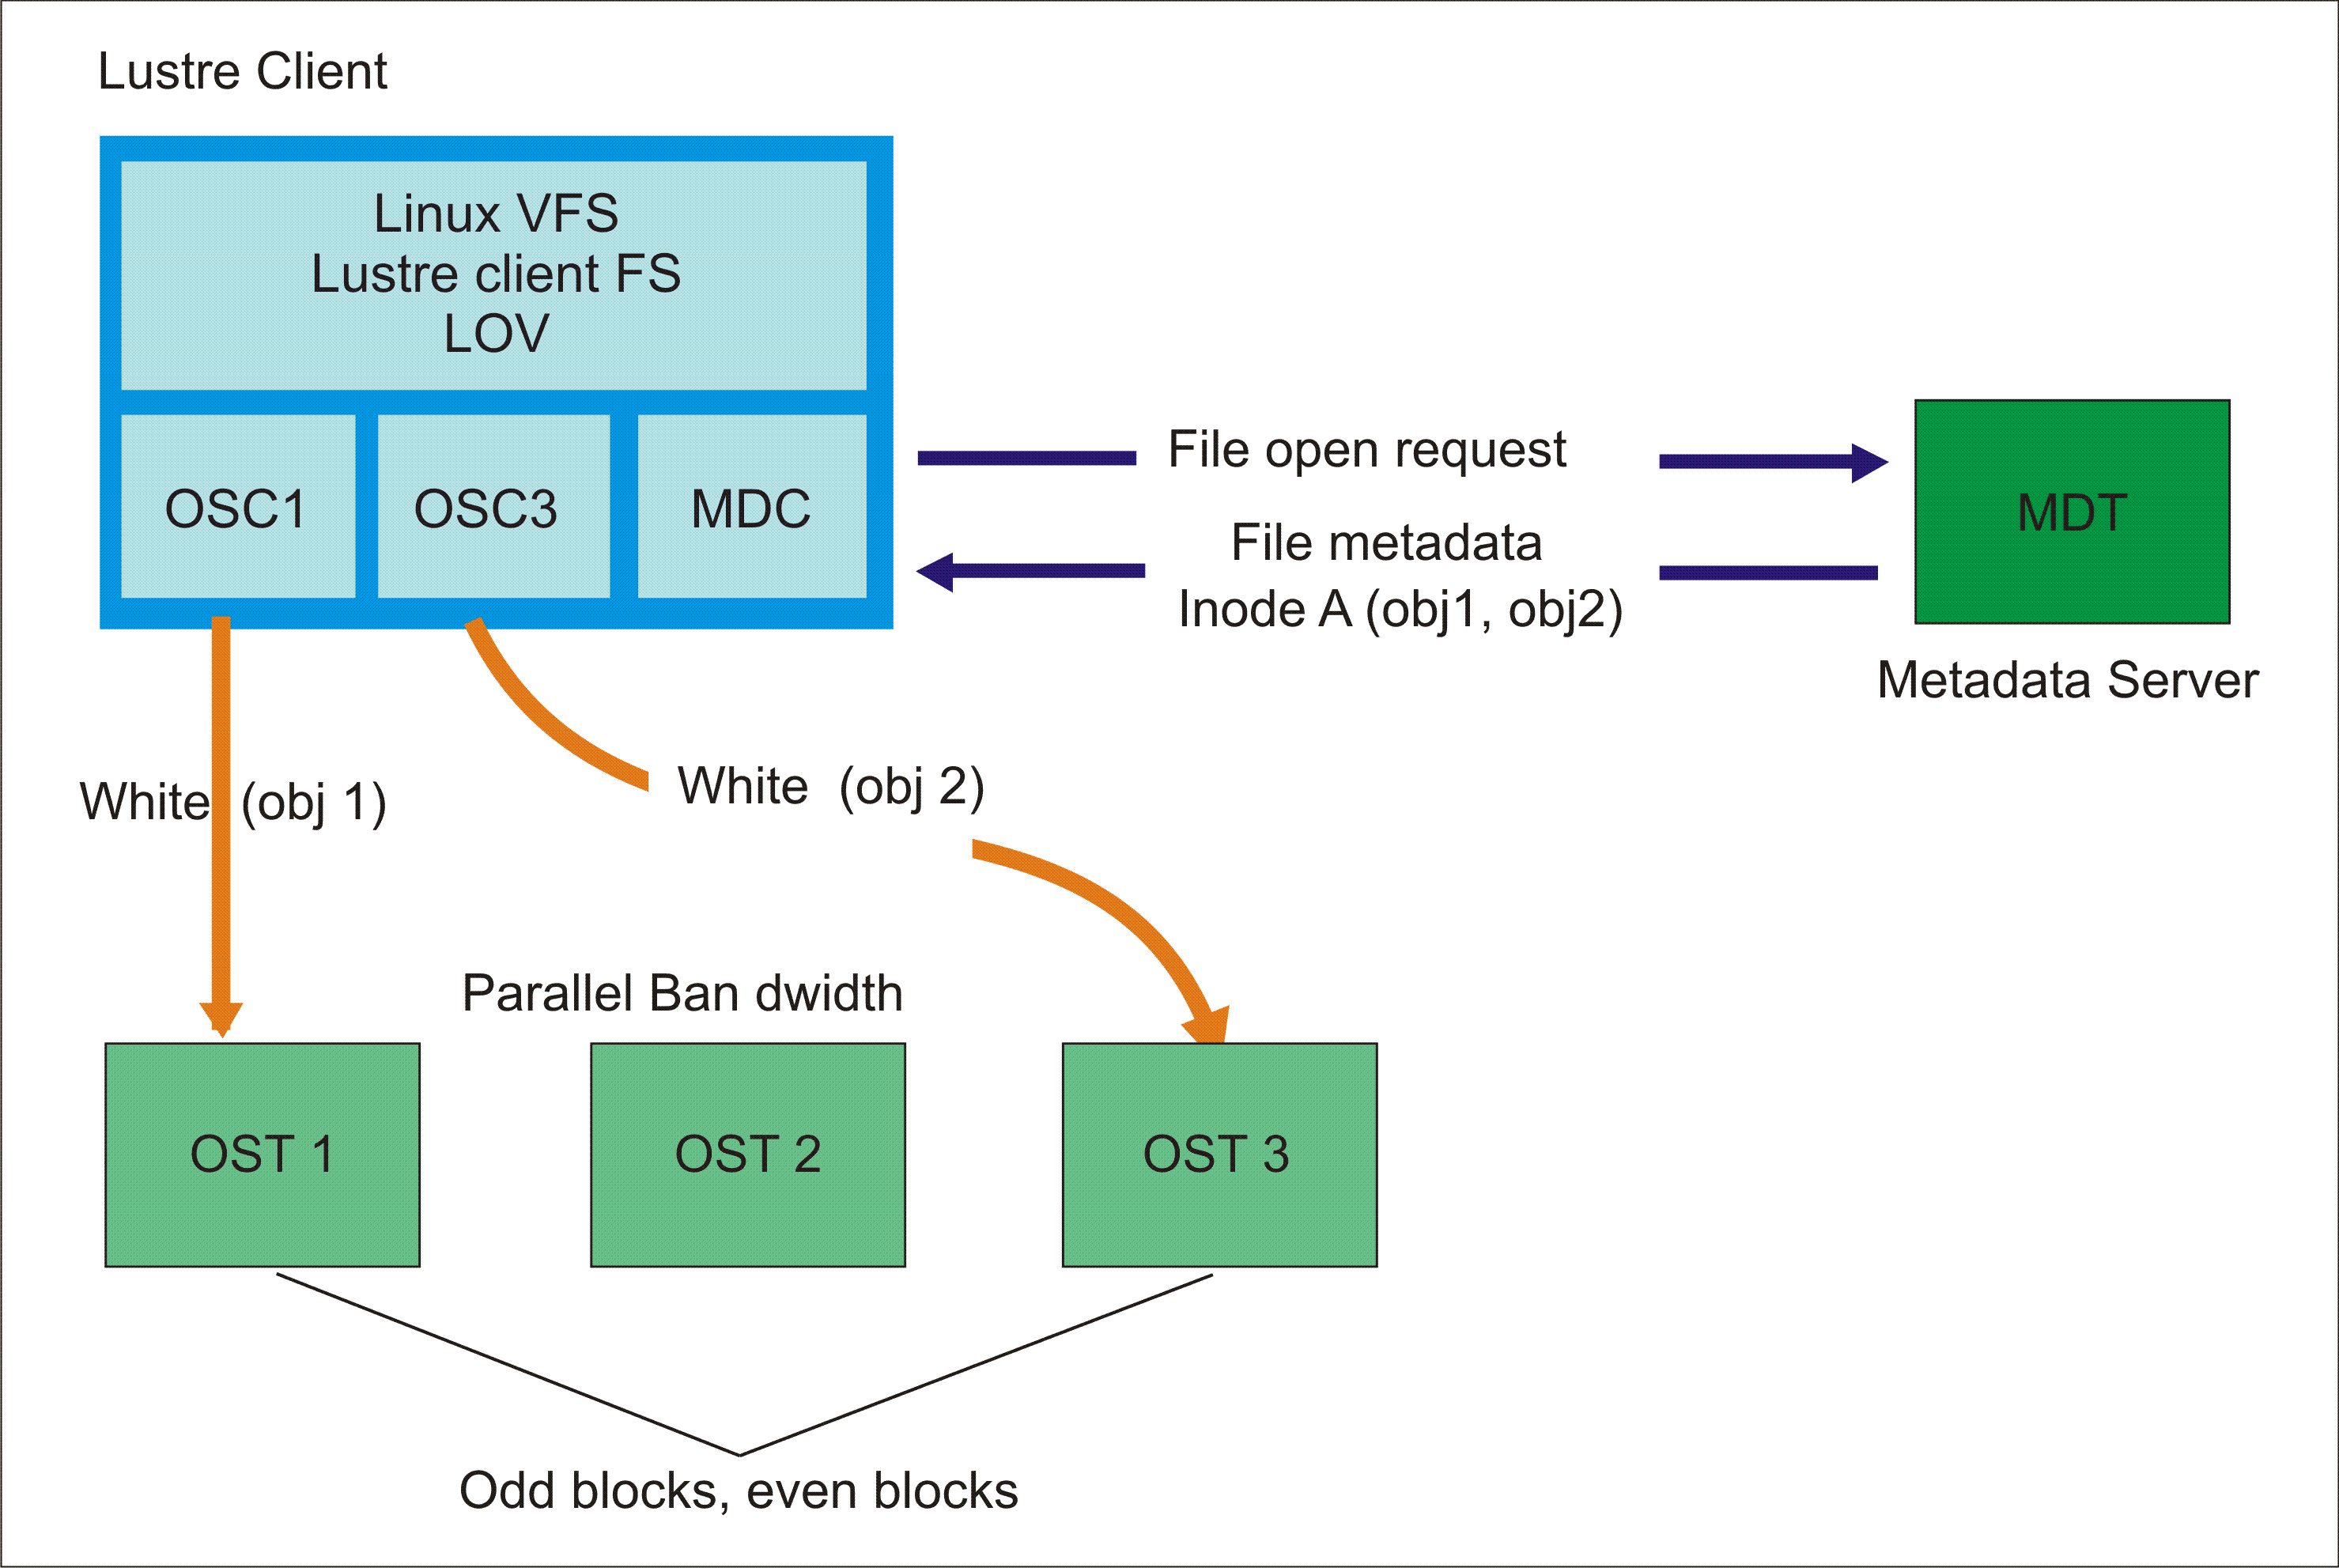 Lustre Client
Linux VFS
Lustre client FS
LOV
OSC1
OSC3
MDC
File open request
File metadata
Inode A (obj1, obj2)
MDT
Metadata Server
White (obj 1)
White (obj 2)
Parallel Ban dwidth
OST 1
OST 2
OST 3
Odd blocks, even blocks